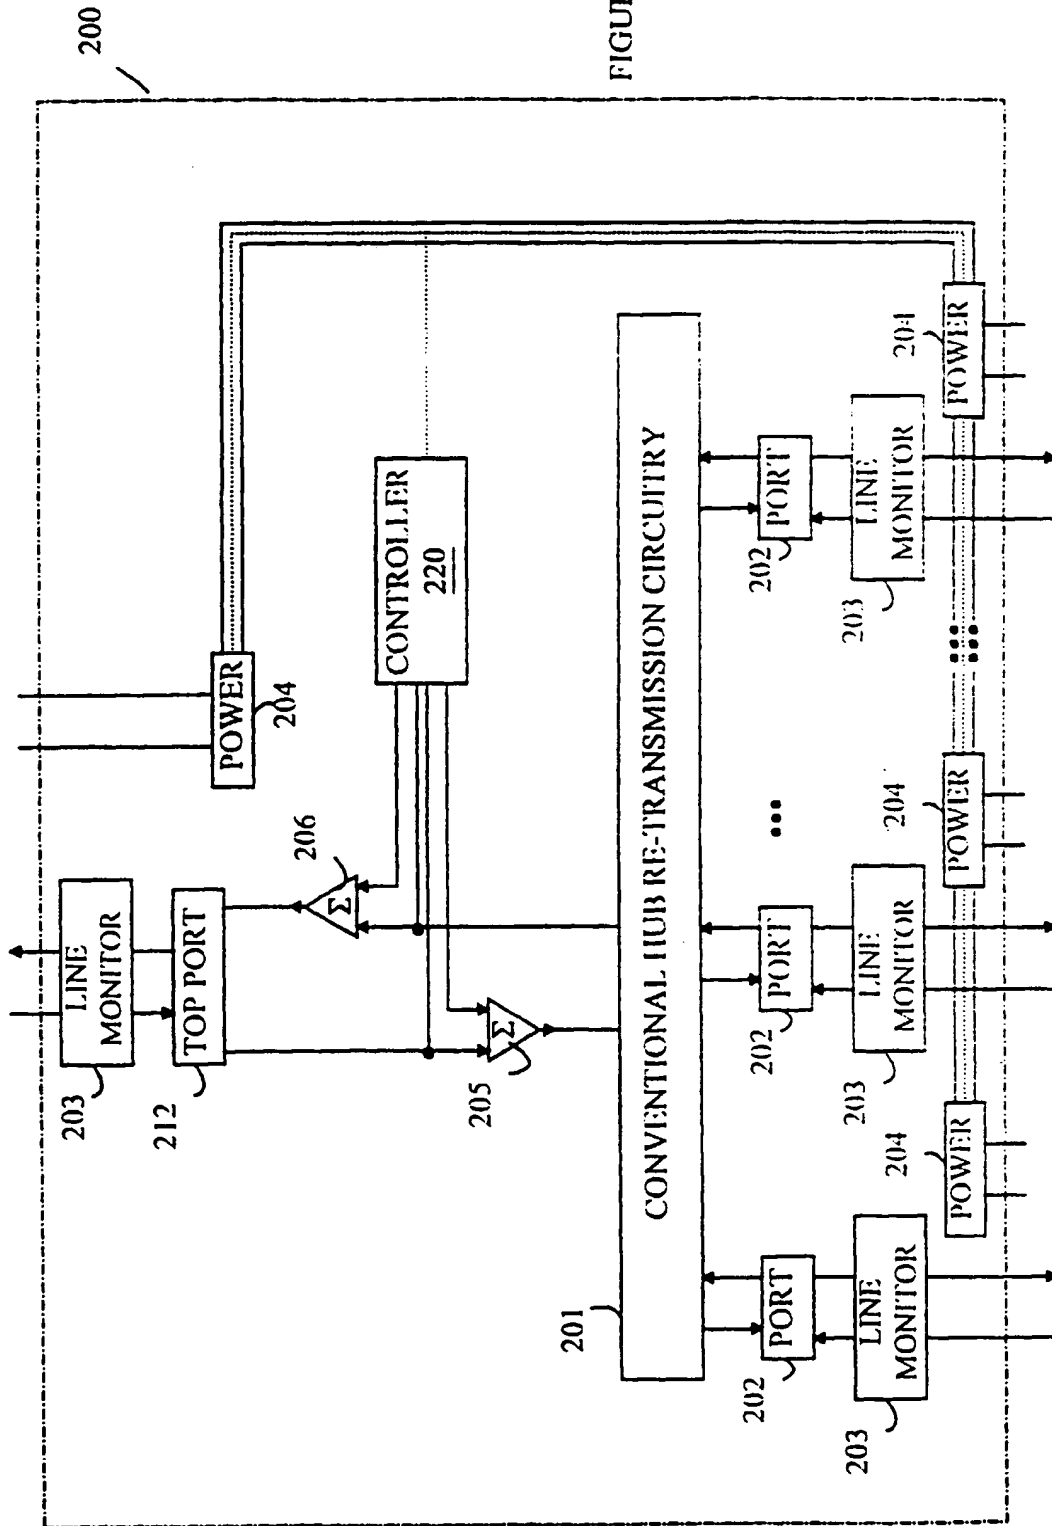 200
FIGU
LINE
MONITOR
203
TOP PORT
212
Σ
206
Σ
205
POWER
204
CONTROLLER
220
CONVENTIONAL HUB RE-TRANSMISSION CIRCUITRY
201
PORT
202
LINE
MONITOR
203
POWER
204
PORT
202
LINE
MONITOR
203
POWER
204
•••
PORT
202
LINE
MONITOR
203
POWER
204